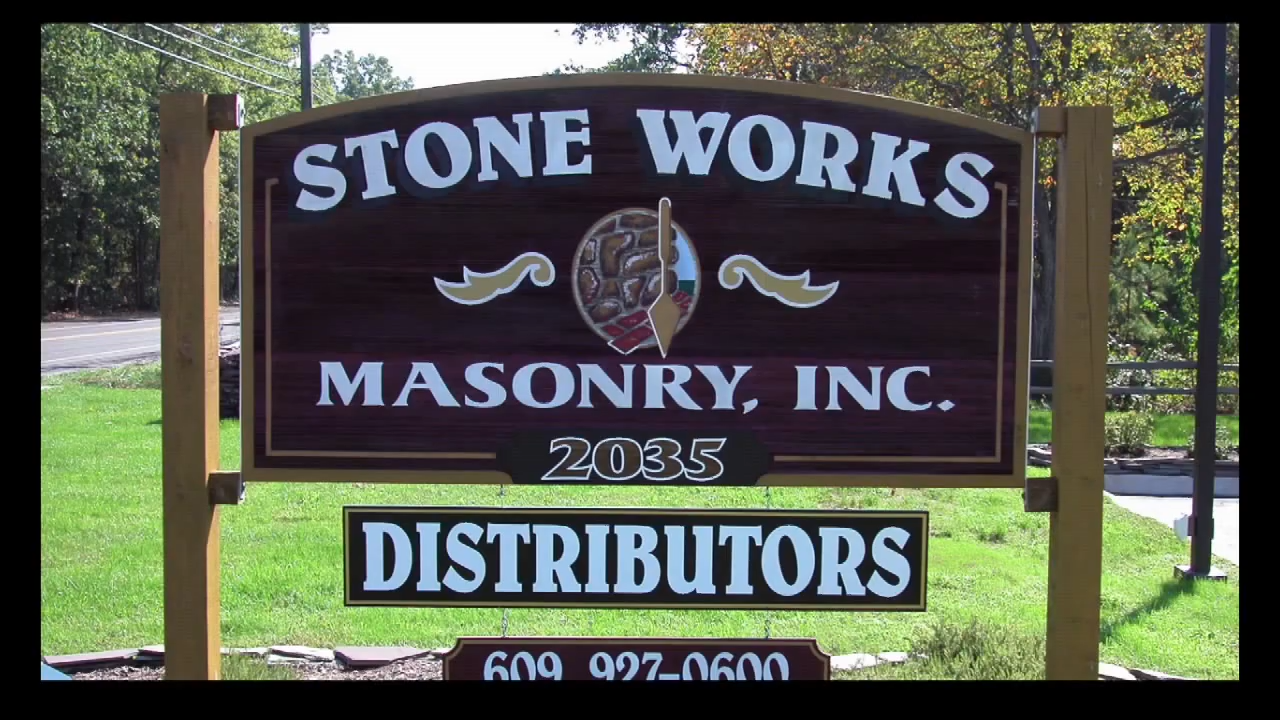 STONE WORKS
MASONRY, INC.
2035
DISTRIBUTORS
609 927-0600